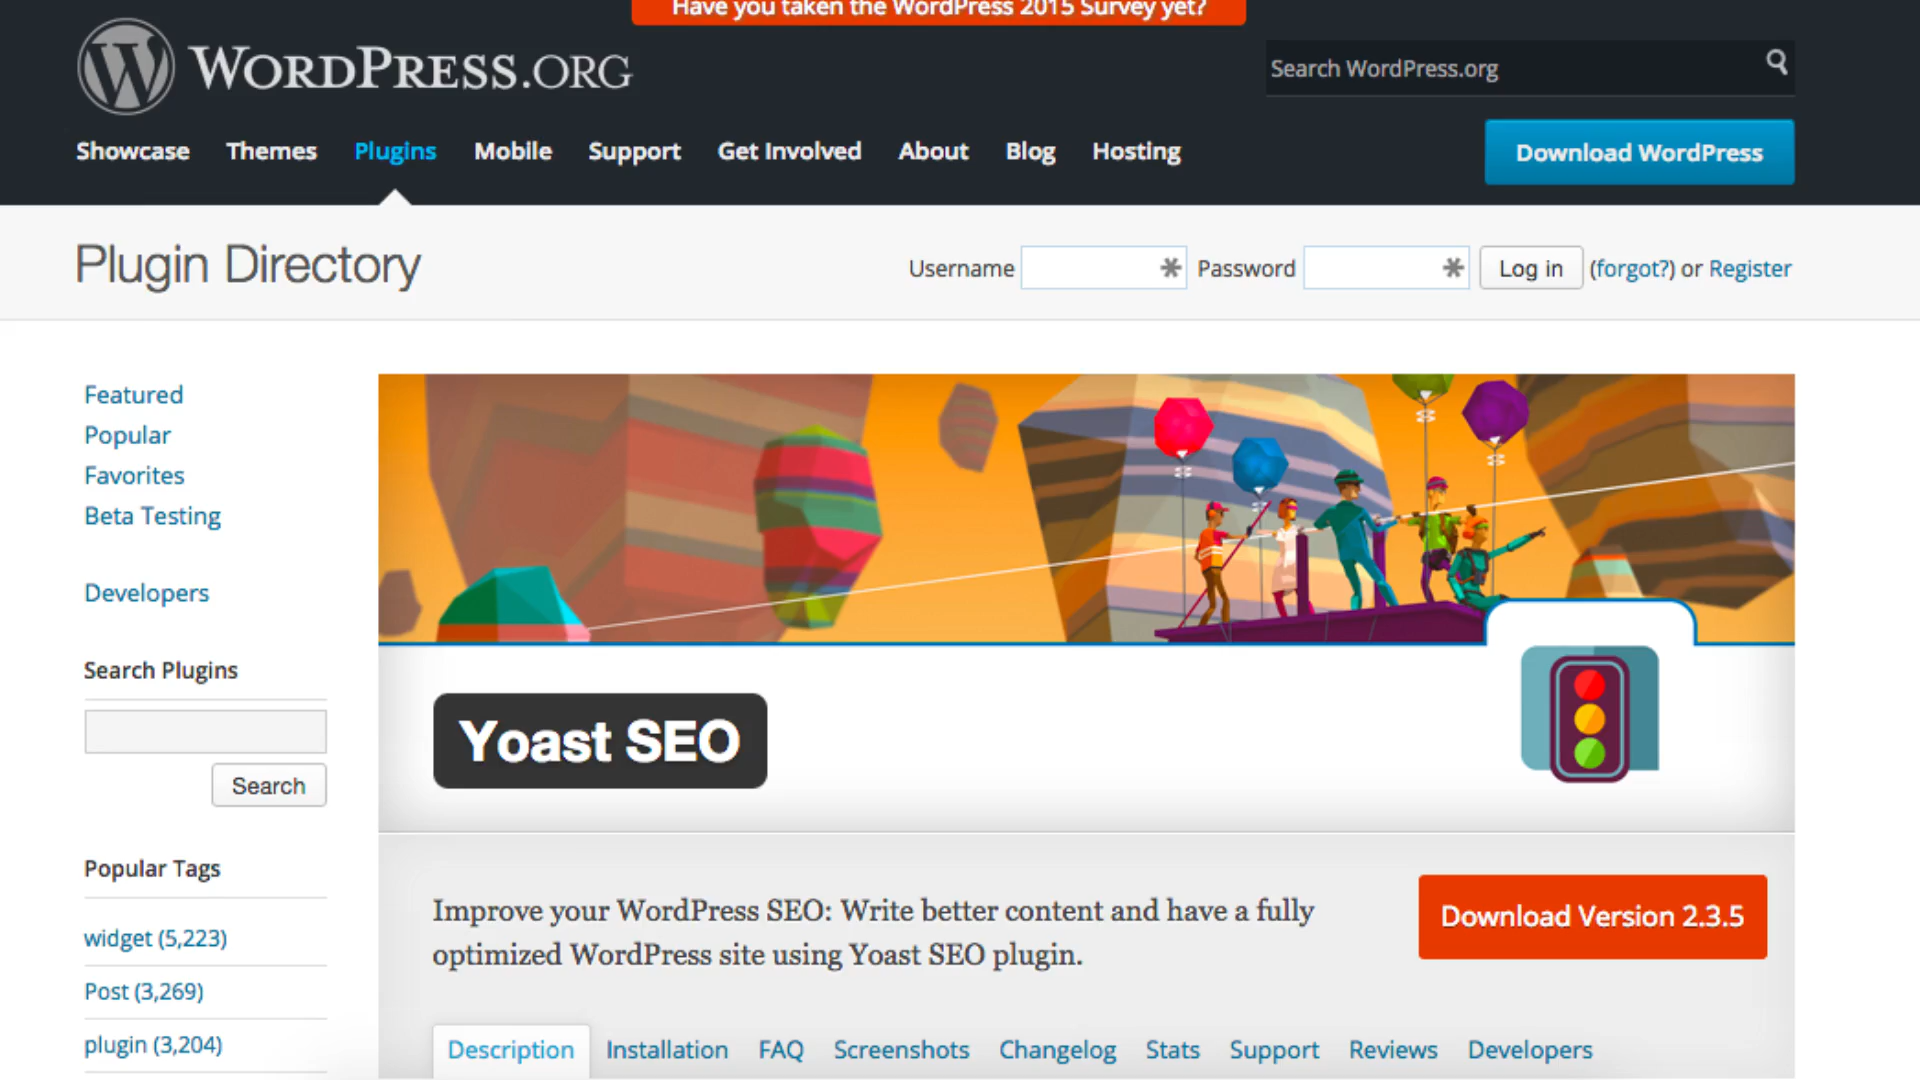 Have you taken the WordPress 2015 Survey yet?
WORDPRESS.ORG
Search WordPress.org
Showcase Themes Plugins Mobile Support Get Involved About Blog Hosting
Download WordPress
Plugin Directory
Username Password Log in (forgot?) or Register
Featured
Popular
Favorites
Beta Testing
Developers
Search Plugins
Search
Popular Tags
widget (5,223)
Post (3,269)
plugin (3,204)
Yoast SEO
Improve your WordPress SEO: Write better content and have a fully
optimized WordPress site using Yoast SEO plugin.
Download Version 2.3.5
Description Installation FAQ Screenshots Changelog Stats Support Reviews Developers